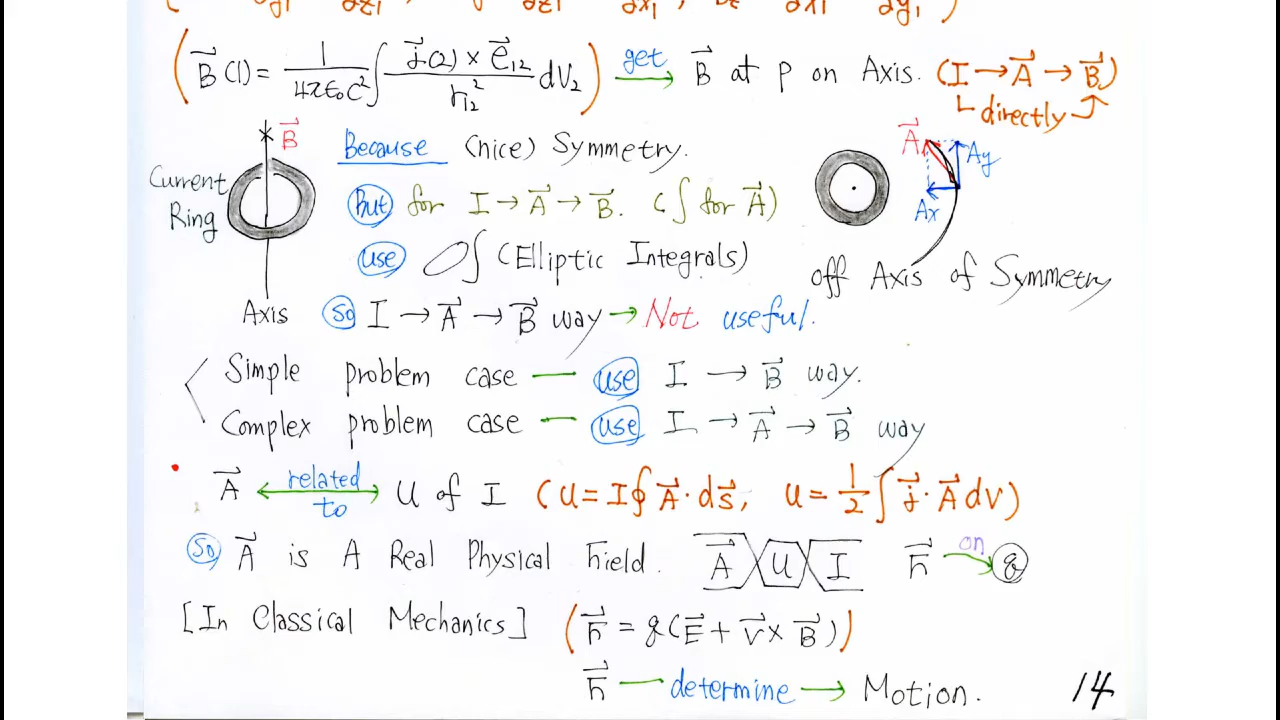 (B⃗(1) = 1/4πε₀c² ∫ j⃗(2) × e⃗₁₂ / r₁₂² dV₂) get → B⃗ at P on Axis. (I → A⃗ → B⃗)
directly
B⃗ Because (nice) Symmetry. A⃗ Ay
Current Ring But for I → A⃗ → B⃗. (∫ for A⃗) Ax
use ∫ (Elliptic Integrals) off Axis of Symmetry
Axis So I → A⃗ → B⃗ way → Not useful.
Simple problem case — use I → B⃗ way.
Complex problem case — use I → A⃗ → B⃗ way
A⃗ ←related to→ U of I (U = I∮A⃗·ds⃗, U = 1/2 ∫ j⃗·A⃗ dV)
So A⃗ is A Real Physical Field. A⃗ U I F⃗ on → q
[In Classical Mechanics] (F⃗ = q(E⃗ + V⃗ × B⃗))
F⃗ — determine → Motion. 14